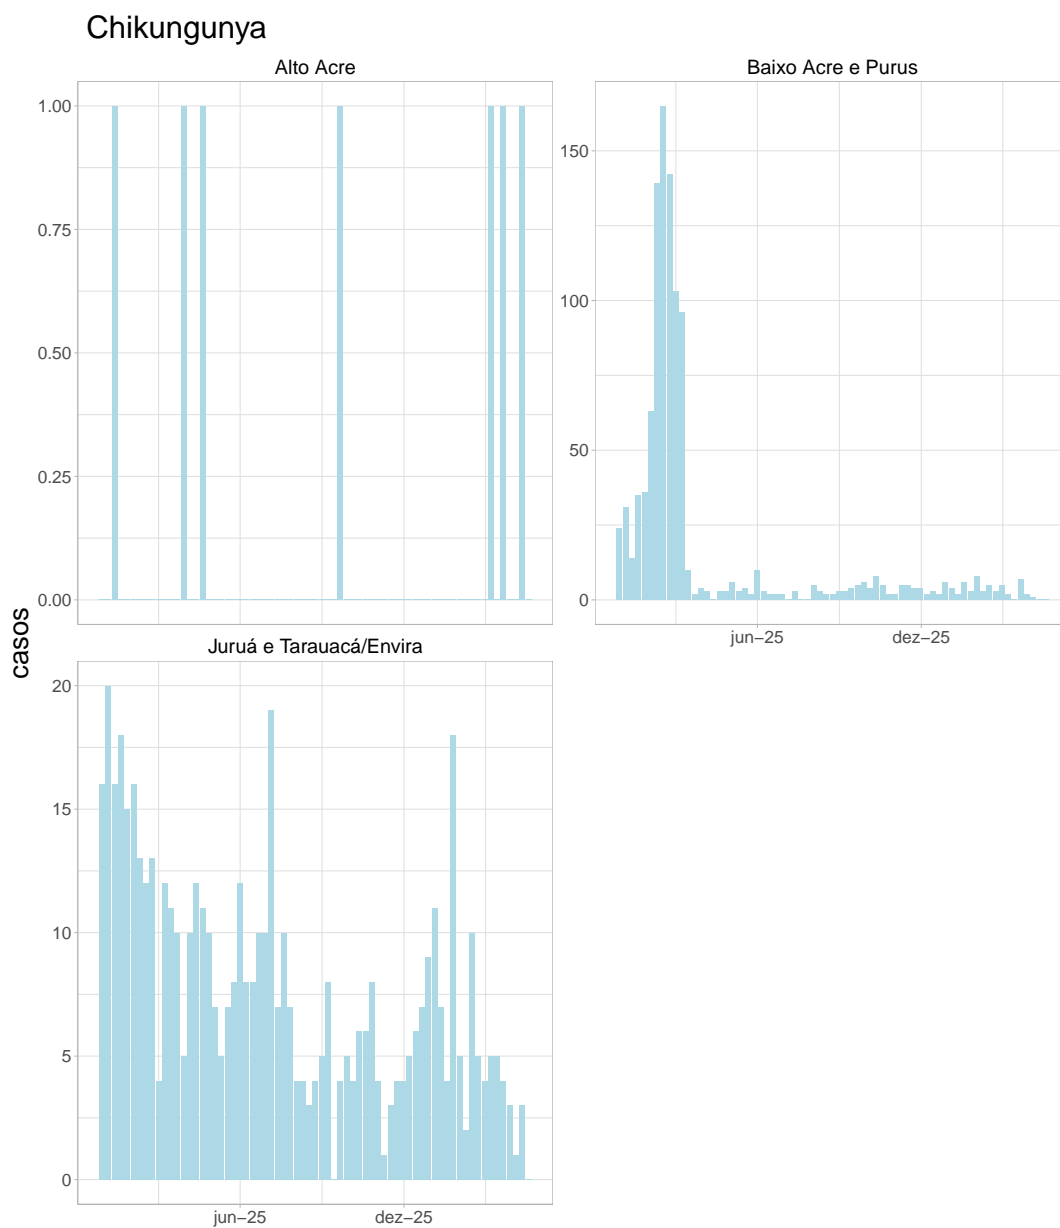 Chikungunya
Alto Acre
1.00
0.75
0.50
0.25
0.00
Baixo Acre e Purus
150
100
50
0
jun−25
dez−25
casos
Juruá e Tarauacá/Envira
20
15
10
5
0
jun−25
dez−25